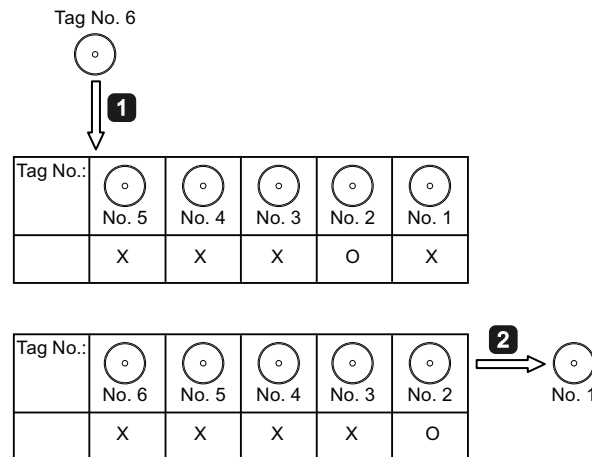 Tag No. 6
1
Tag No.:
No. 5 No. 4 No. 3 No. 2 No. 1
X X X O X
2
Tag No.:
No. 6 No. 5 No. 4 No. 3 No. 2 No. 1
X X X X O